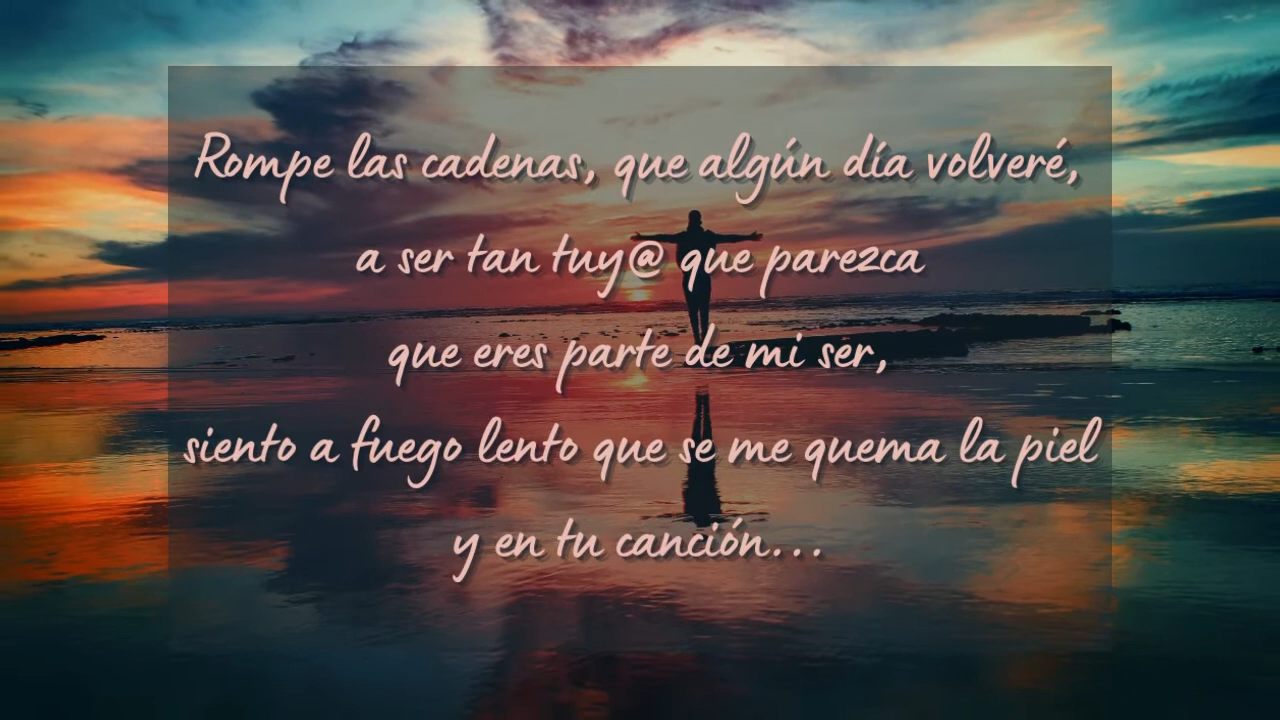 Rompe las cadenas, que algún día volveré,
a ser tan tuy@ que parezca
que eres parte de mi ser,
siento a fuego lento que se me quema la piel
y en tu canción...